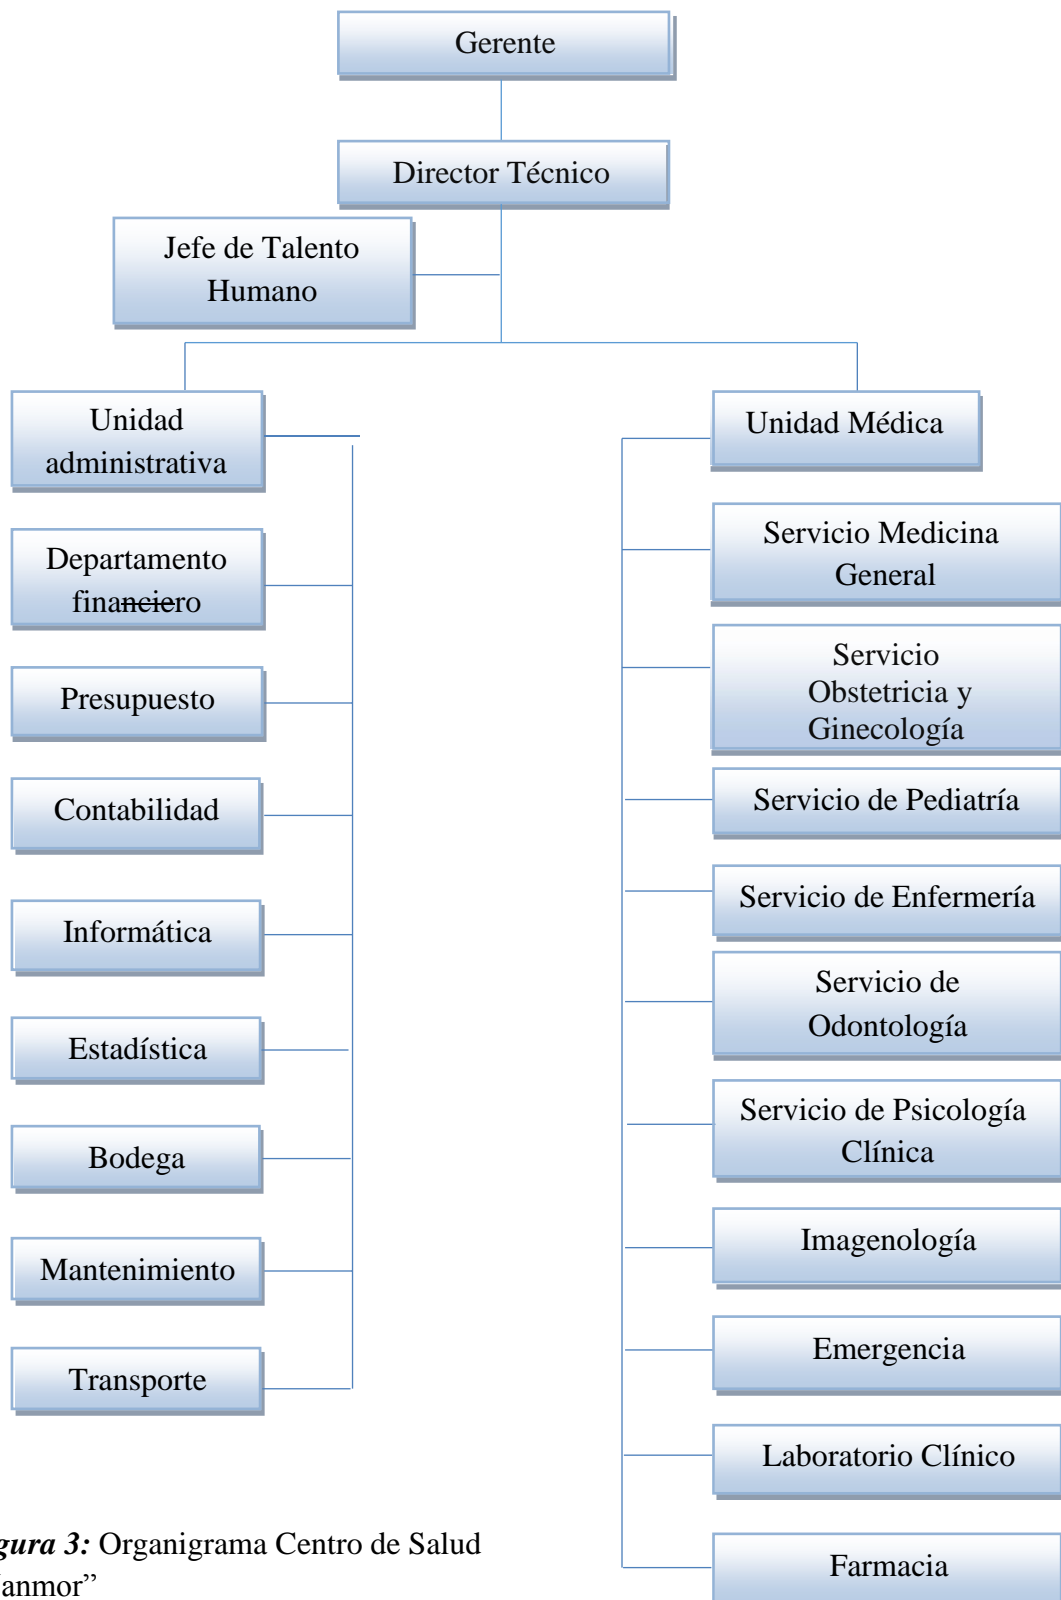 Gerente
Director Técnico
Jefe de Talento
Humano
Unidad
administrativa
Departamento
financiero
Presupuesto
Contabilidad
Informática
Estadística
Bodega
Mantenimiento
Transporte
Unidad Médica
Servicio Medicina
General
Servicio
Obstetricia y
Ginecología
Servicio de Pediatría
Servicio de Enfermería
Servicio de
Odontología
Servicio de Psicología
Clínica
Imagenología
Emergencia
Laboratorio Clínico
Farmacia
gura 3: Organigrama Centro de Salud
anmor”